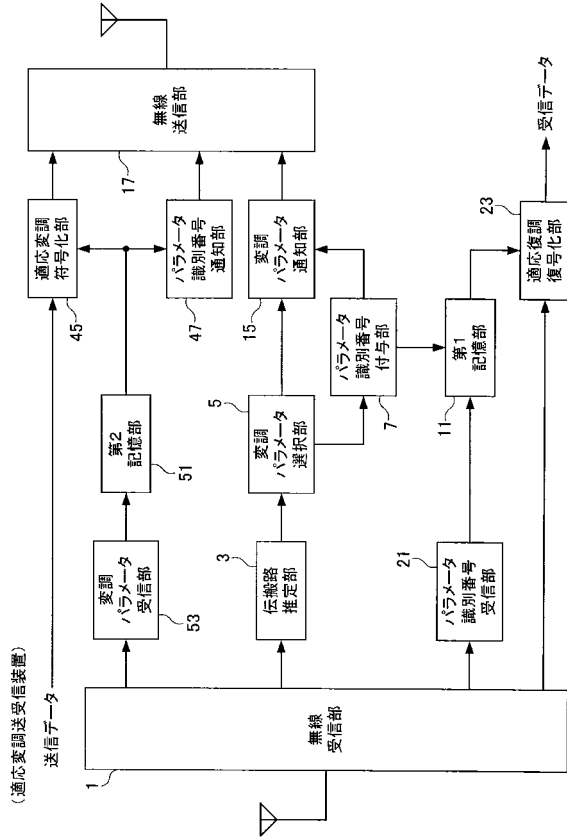 (適応変調送受信装置)
送信データ
1
無線
受信部
53
変調
パラメータ
受信部
51
第2
記憶部
45
適応変調
符号化部
47
パラメータ
識別番号
通知部
17
無線
送信部
3
伝搬路
推定部
5
変調
パラメータ
選択部
15
変調
パラメータ
通知部
7
パラメータ
識別番号
付与部
21
パラメータ
識別番号
受信部
11
第1
記憶部
23
適応復調
復号化部
受信データ